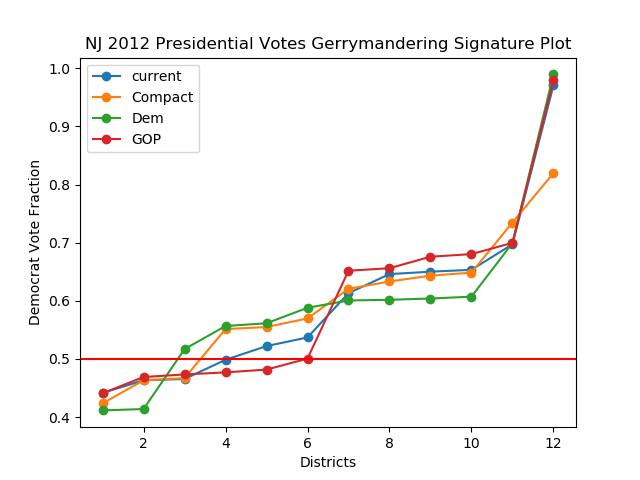 NJ 2012 Presidential Votes Gerrymandering Signature Plot
current
Compact
Dem
GOP
Democrat Vote Fraction
1.0
0.9
0.8
0.7
0.6
0.5
0.4
2 4 6 8 10 12
Districts